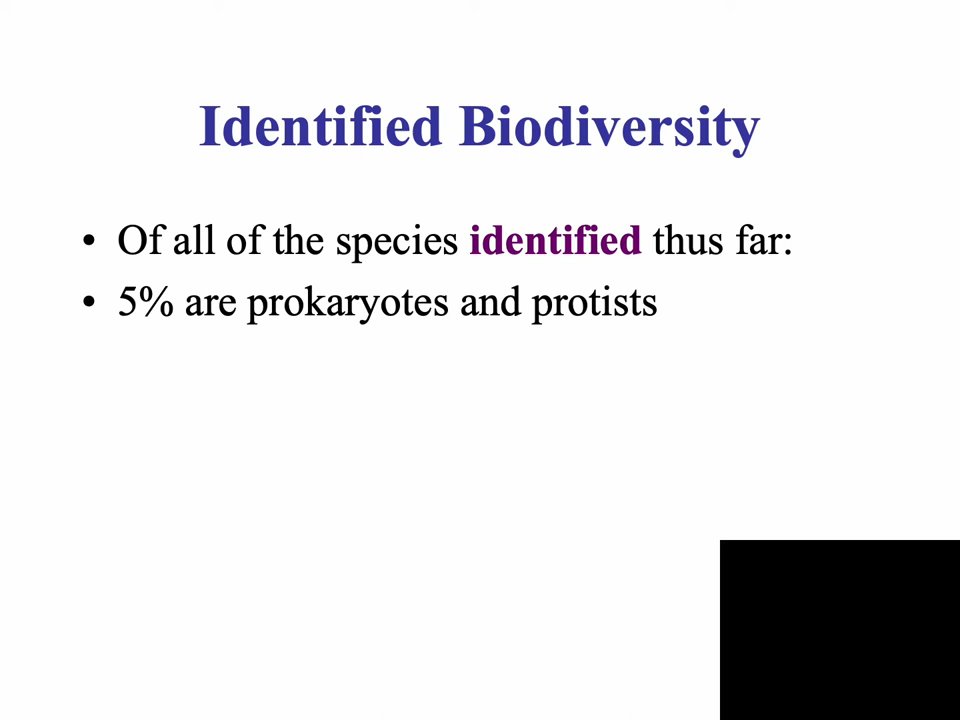 Identified Biodiversity
• Of all of the species identified thus far:
• 5% are prokaryotes and protists